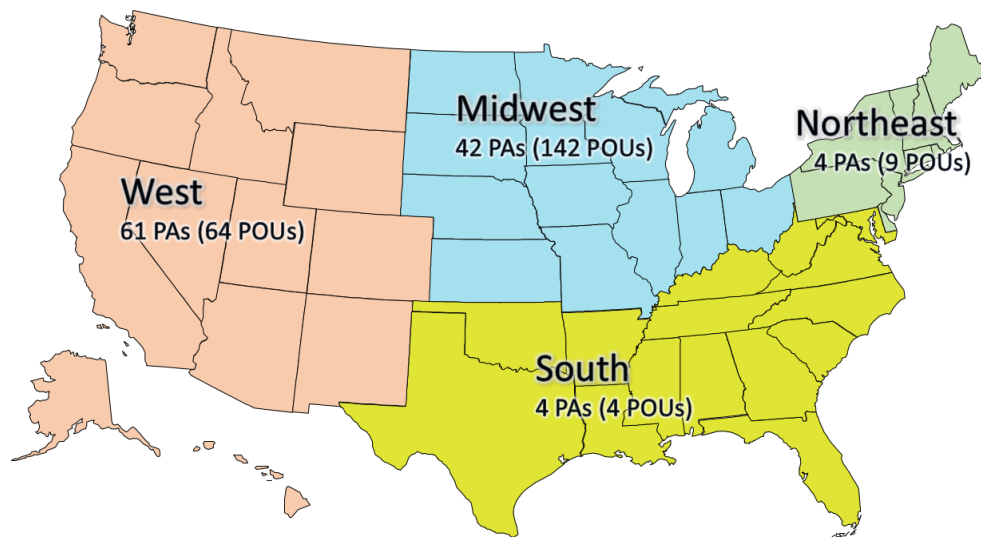 Midwest
42 PAs (142 POUs)
Northeast
4 PAs (9 POUs)
West
61 PAs (64 POUs)
South
4 PAs (4 POUs)